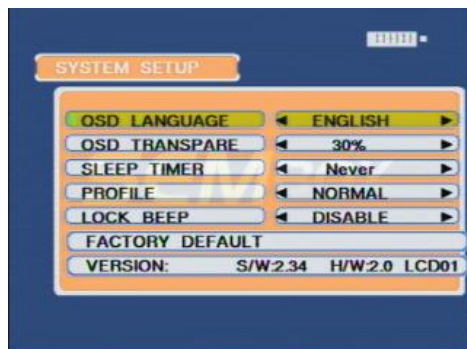 SYSTEM SETUP
OSD LANGUAGE ENGLISH
OSD TRANSPARE 30%
SLEEP TIMER Never
PROFILE NORMAL
LOCK BEEP DISABLE
FACTORY DEFAULT
VERSION: S/W:2.34 H/W:2.0 LCD01